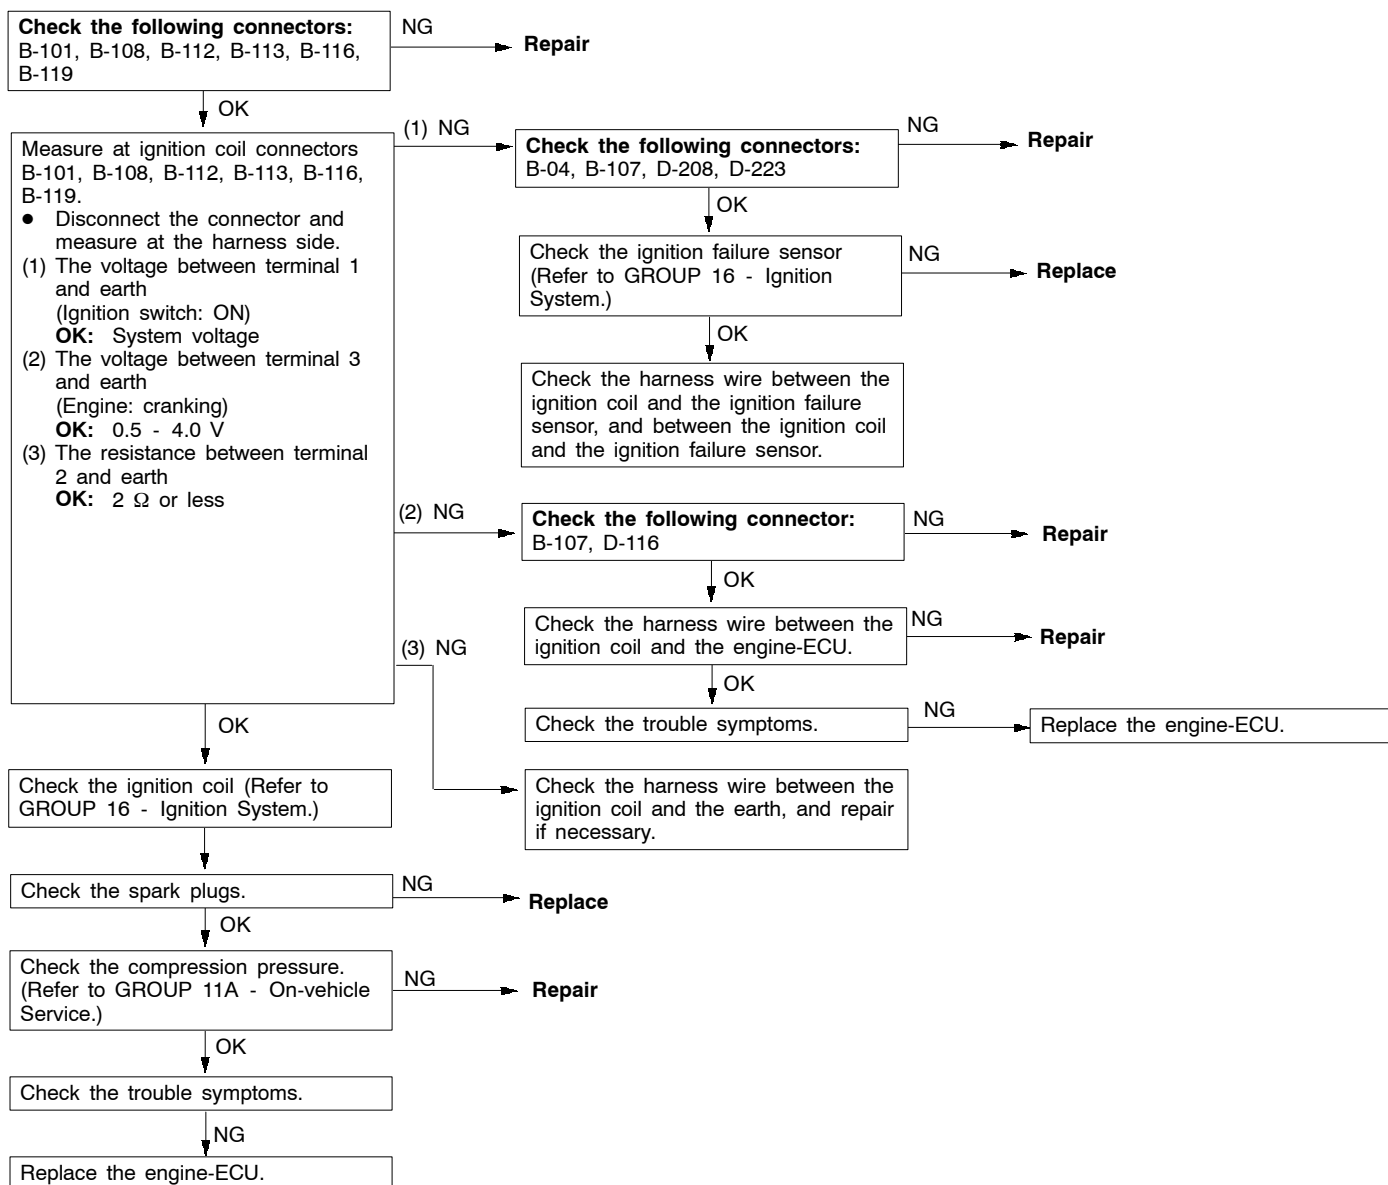 Check the following connectors:
B-101, B-108, B-112, B-113, B-116,
B-119
NG
Repair
OK
Measure at ignition coil connectors
B-101, B-108, B-112, B-113, B-116,
B-119.
● Disconnect the connector and
measure at the harness side.
(1) The voltage between terminal 1
and earth
(Ignition switch: ON)
OK: System voltage
(2) The voltage between terminal 3
and earth
(Engine: cranking)
OK: 0.5 - 4.0 V
(3) The resistance between terminal
2 and earth
OK: 2 Ω or less
(1) NG
Check the following connectors:
B-04, B-107, D-208, D-223
NG
Repair
OK
Check the ignition failure sensor
(Refer to GROUP 16 - Ignition
System.)
NG
Replace
OK
Check the harness wire between the
ignition coil and the ignition failure
sensor, and between the ignition coil
and the ignition failure sensor.
(2) NG
Check the following connector:
B-107, D-116
NG
Repair
OK
Check the harness wire between the
ignition coil and the engine-ECU.
NG
Repair
OK
Check the trouble symptoms.
NG
Replace the engine-ECU.
(3) NG
Check the harness wire between the
ignition coil and the earth, and repair
if necessary.
OK
Check the ignition coil (Refer to
GROUP 16 - Ignition System.)
Check the spark plugs.
NG
Replace
OK
Check the compression pressure.
(Refer to GROUP 11A - On-vehicle
Service.)
NG
Repair
OK
Check the trouble symptoms.
NG
Replace the engine-ECU.